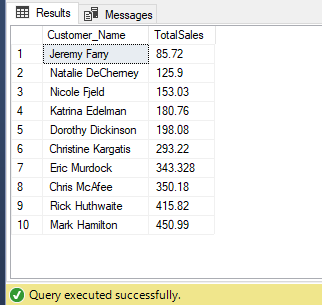 Results Messages
Customer_Name TotalSales
1 Jeremy Farry 85.72
2 Natalie DeCherney 125.9
3 Nicole Fjeld 153.03
4 Katrina Edelman 180.76
5 Dorothy Dickinson 198.08
6 Christine Kargatis 293.22
7 Eric Murdock 343.328
8 Chris McAfee 350.18
9 Rick Huthwaite 415.82
10 Mark Hamilton 450.99
Query executed successfully.